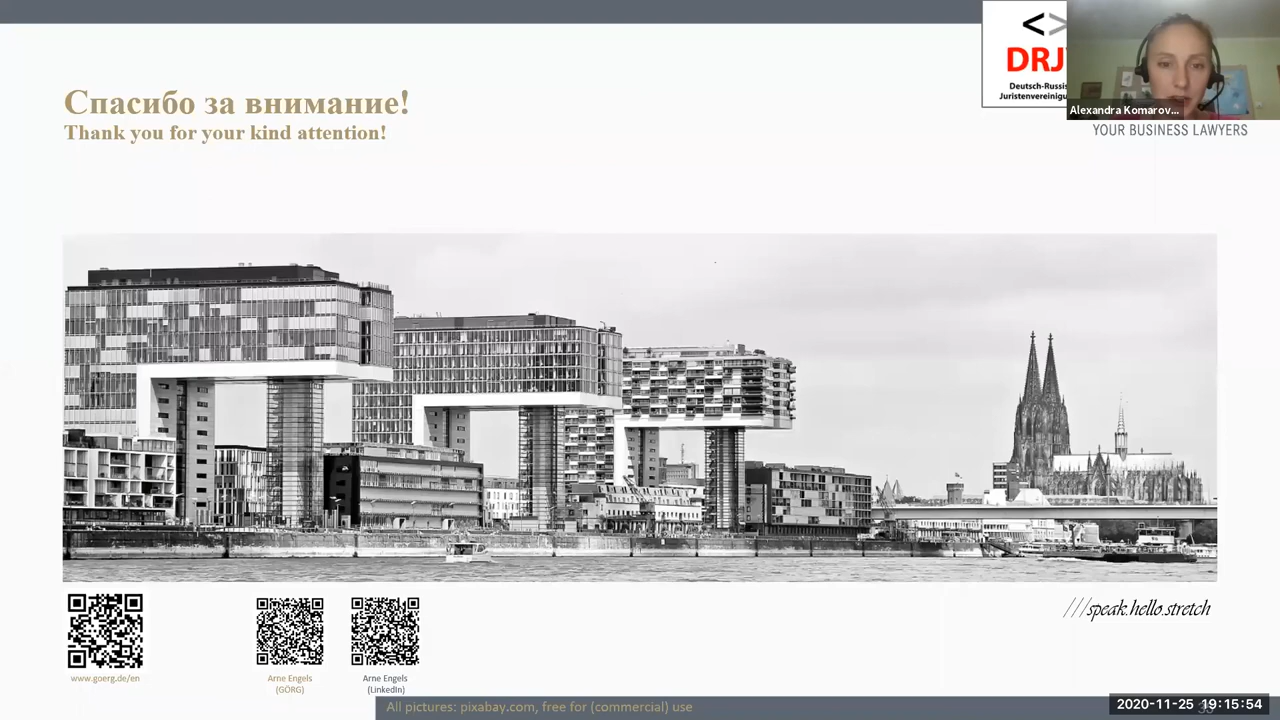 Спасибо за внимание!
Thank you for your kind attention!
DRJ
Deutsch-Russis
Juristenvereinigu
Alexandra Komarov...
YOUR BUSINESS LAWYERS
///speak.hello.stretch
www.goerg.de/en
Arne Engels
(GÖRG)
Arne Engels
(LinkedIn)
All pictures: pixabay.com, free for (commercial) use
2020-11-25 19:15:54